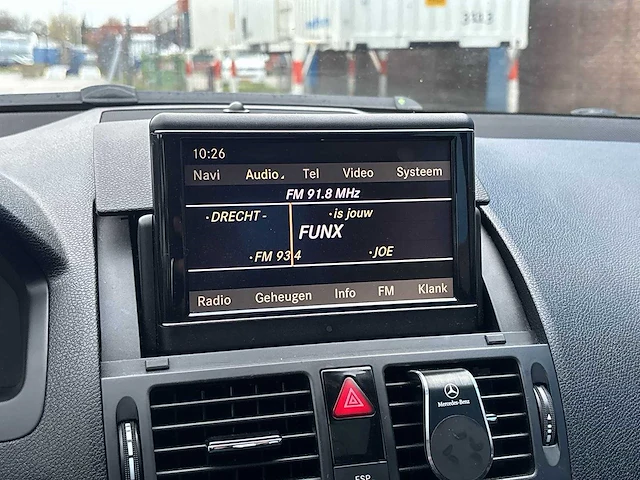 10:26
Navi Audio Tel Video Systeem
FM 91.8 MHz
·DRECHT- ·is jouw
FUNX
·FM 93.4 ·JOE
Radio Geheugen Info FM Klank
Mercedes-Benz
ESP